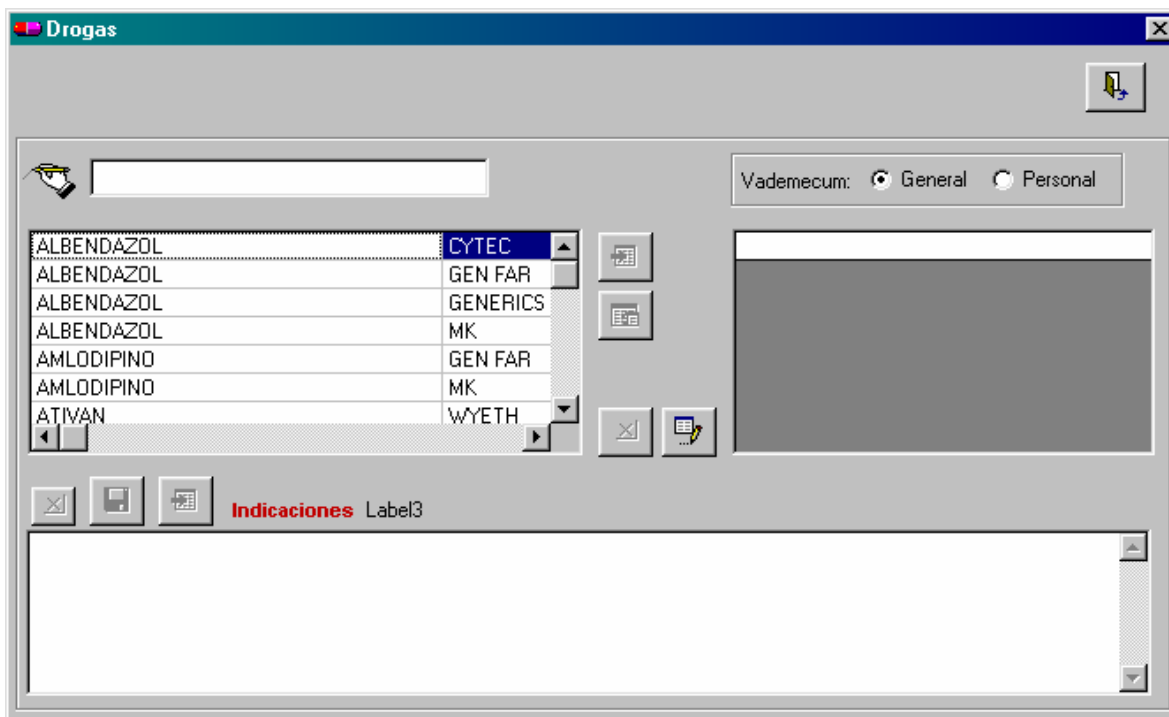 Drogas
Vademecum: General Personal
ALBENDAZOL CYTEC
ALBENDAZOL GEN FAR
ALBENDAZOL GENERICS
ALBENDAZOL MK
AMLODIPINO GEN FAR
AMLODIPINO MK
ATIVAN WYETH
Indicaciones Label3